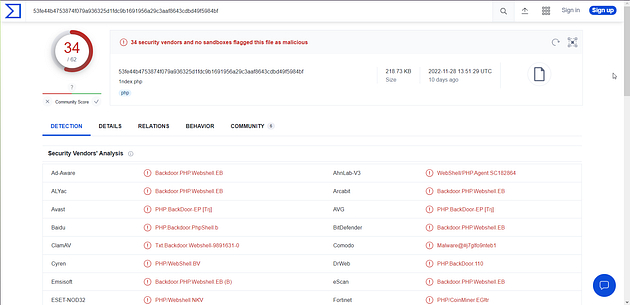 53fe44b4753874f079a936325d1fdc9b1691956a29c3aaf8643cdbd49f5984bf
Sign in
Sign up
34
/ 62
?
Community Score
34 security vendors and no sandboxes flagged this file as malicious
53fe44b4753874f079a936325d1fdc9b1691956a29c3aaf8643cdbd49f5984bf
1index.php
php
218.73 KB
Size
2022-11-28 13:51:29 UTC
10 days ago
DETECTION
DETAILS
RELATIONS
BEHAVIOR
COMMUNITY
Security Vendors' Analysis
Ad-Aware
Backdoor.PHP.Webshell.EB
AhnLab-V3
WebShell/PHP.Agent.SC182864
ALYac
Backdoor.PHP.Webshell.EB
Arcabit
Backdoor.PHP.Webshell.EB
Avast
PHP:BackDoor-EP [Trj]
AVG
PHP:BackDoor-EP [Trj]
Baidu
PHP.Backdoor.PhpShell.b
BitDefender
Backdoor.PHP.Webshell.EB
ClamAV
Txt.Backdoor.Webshell-9891631-0
Comodo
Cyren
PHP/WebShell.BV
DrWeb
PHP.BackDoor.110
Emsisoft
Backdoor.PHP.Webshell.EB (B)
eScan
Backdoor.PHP.Webshell.EB
ESET-NOD32
PHP/Webshell.NKV
Fortinet
PHP/CoinMiner.EG!tr